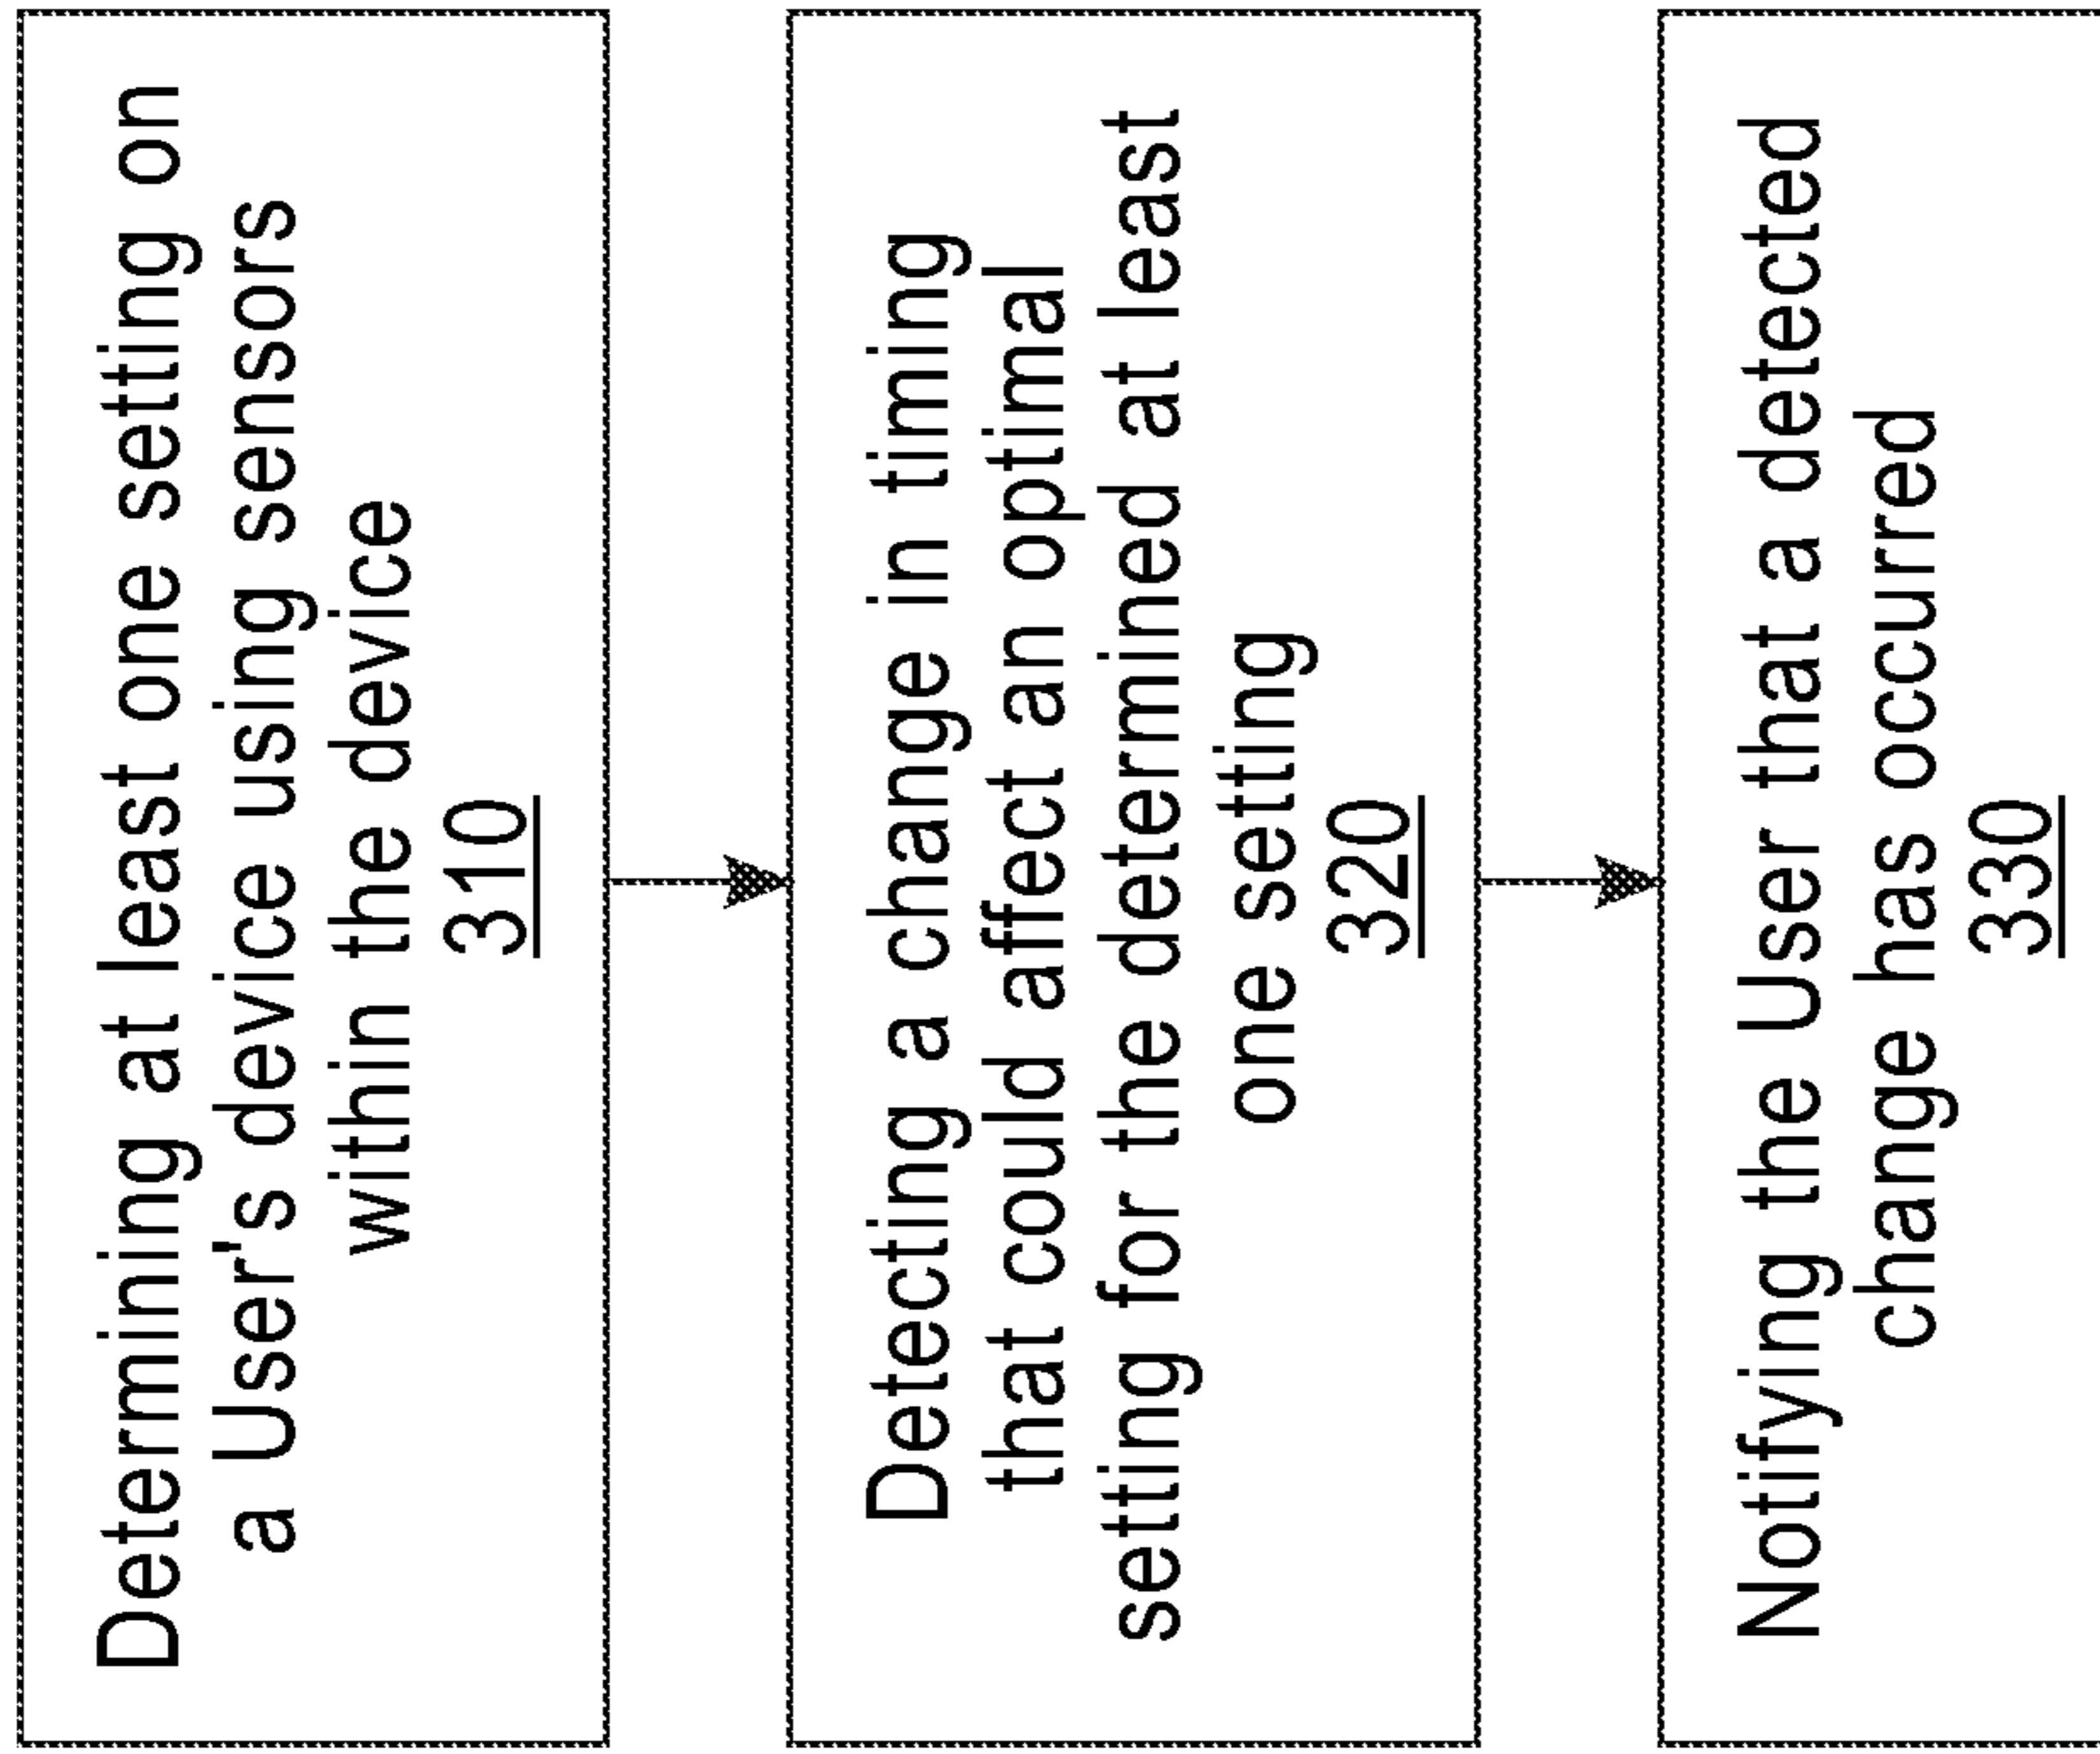 Determining at least one setting on
a User's device using sensors
within the device
310
Detecting a change in timing
that could affect an optimal
setting for the determined at least
one setting
320
Notifying the User that a detected
change has occurred
330